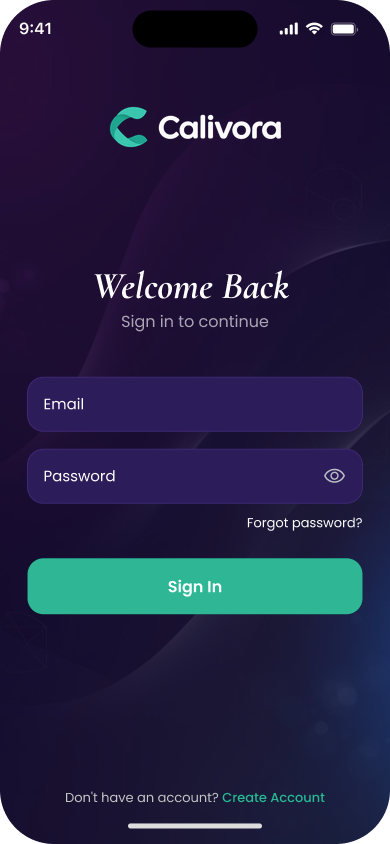 9:41
Calivora
Welcome Back
Sign in to continue
Email
Password
Forgot password?
Sign In
Don't have an account? Create Account